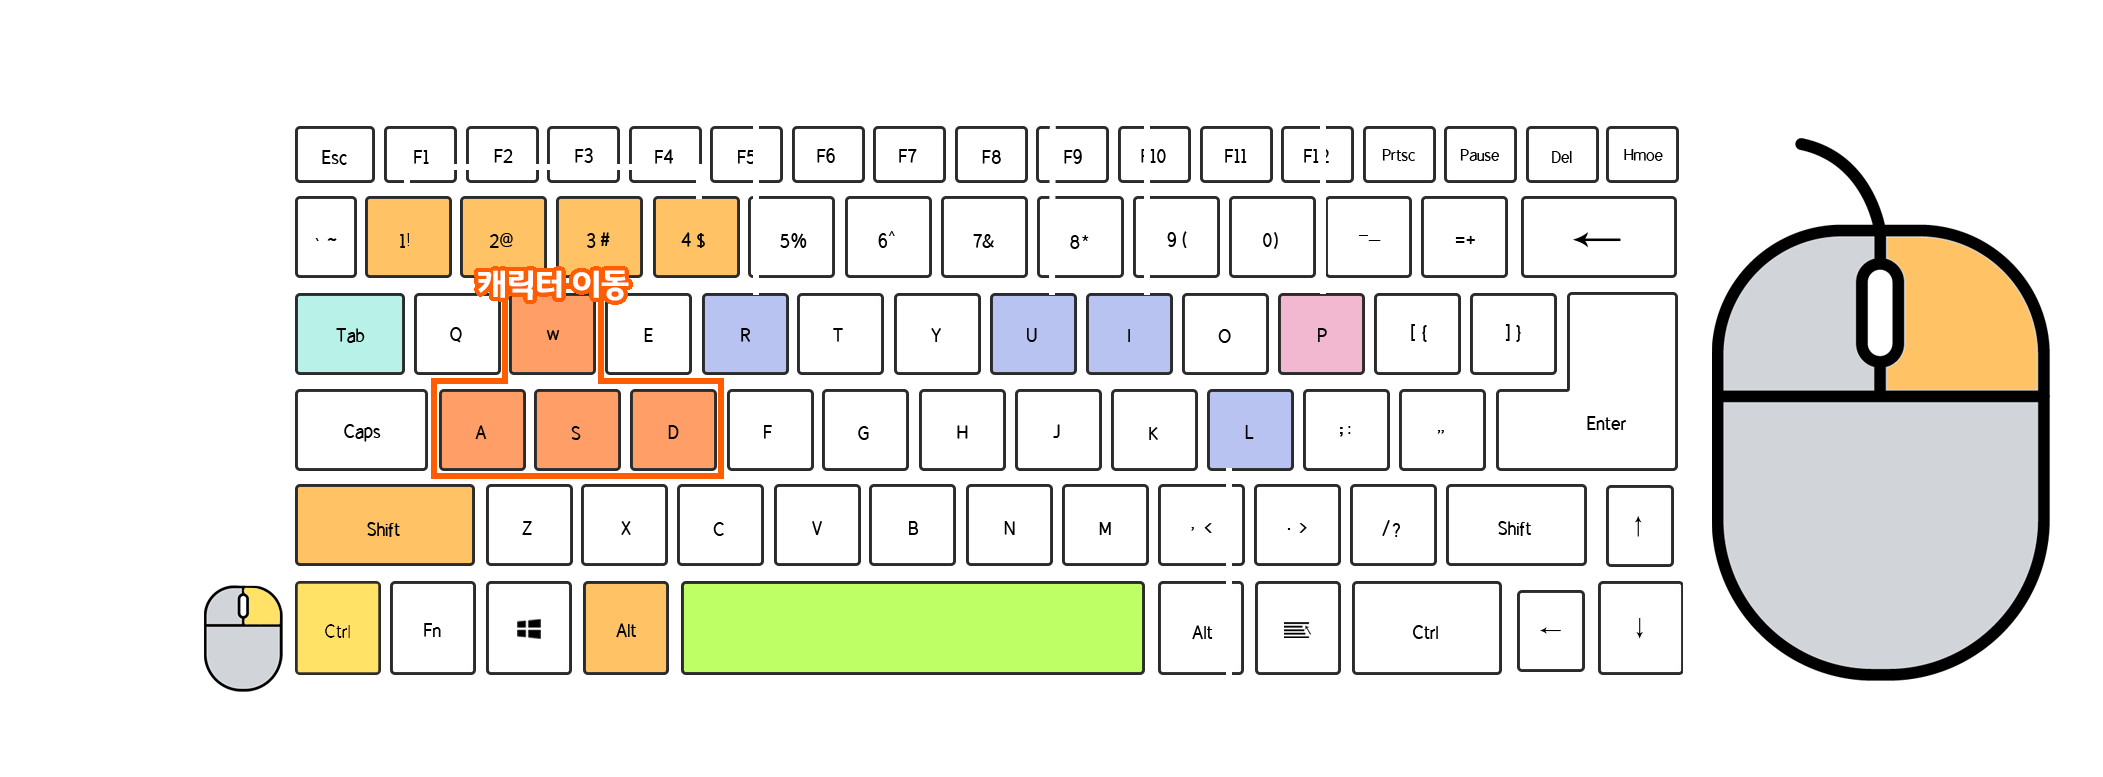 Esc F1 F2 F3 F4 F5 F6 F7 F8 F9 F10 F11 F12 Prtsc Pause Del Hmoe
` ~ 1! 2@ 3# 4$ 5% 6^ 7& 8* 9( 0) —— =+ ←
캐릭터 이동
Tab Q w E R T Y U I O P [{ ]}
Caps A S D F G H J K L ;: ” Enter
Shift Z X C V B N M , < . > /? Shift ↑
Ctrl Fn Alt Alt Ctrl ← ↓